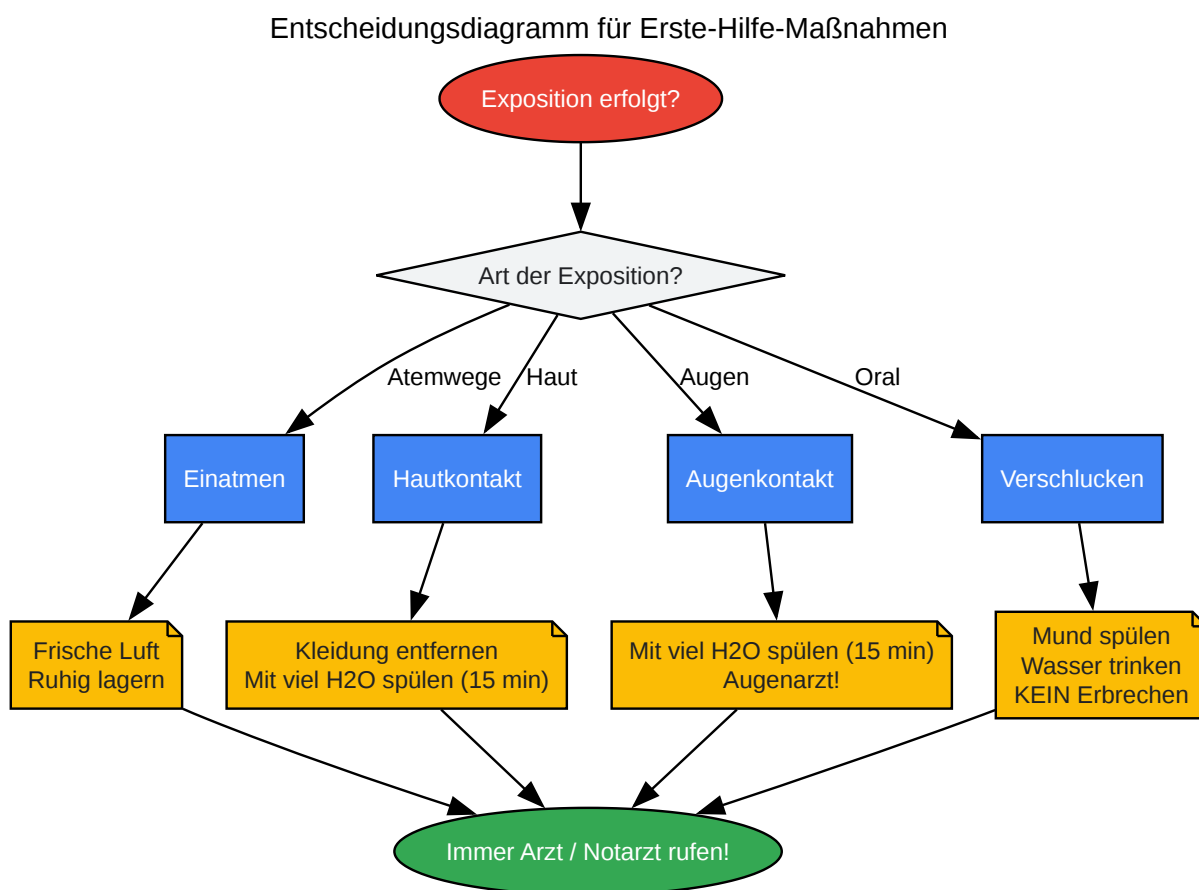 Entscheidungsdiagramm für Erste-Hilfe-Maßnahmen
Exposition erfolgt?
Art der Exposition?
Atemwege
Haut
Augen
Oral
Einatmen
Hautkontakt
Augenkontakt
Verschlucken
Frische Luft
Ruhig lagern
Kleidung entfernen
Mit viel H2O spülen (15 min)
Mit viel H2O spülen (15 min)
Augenarzt!
Mund spülen
Wasser trinken
KEIN Erbrechen
Immer Arzt / Notarzt rufen!